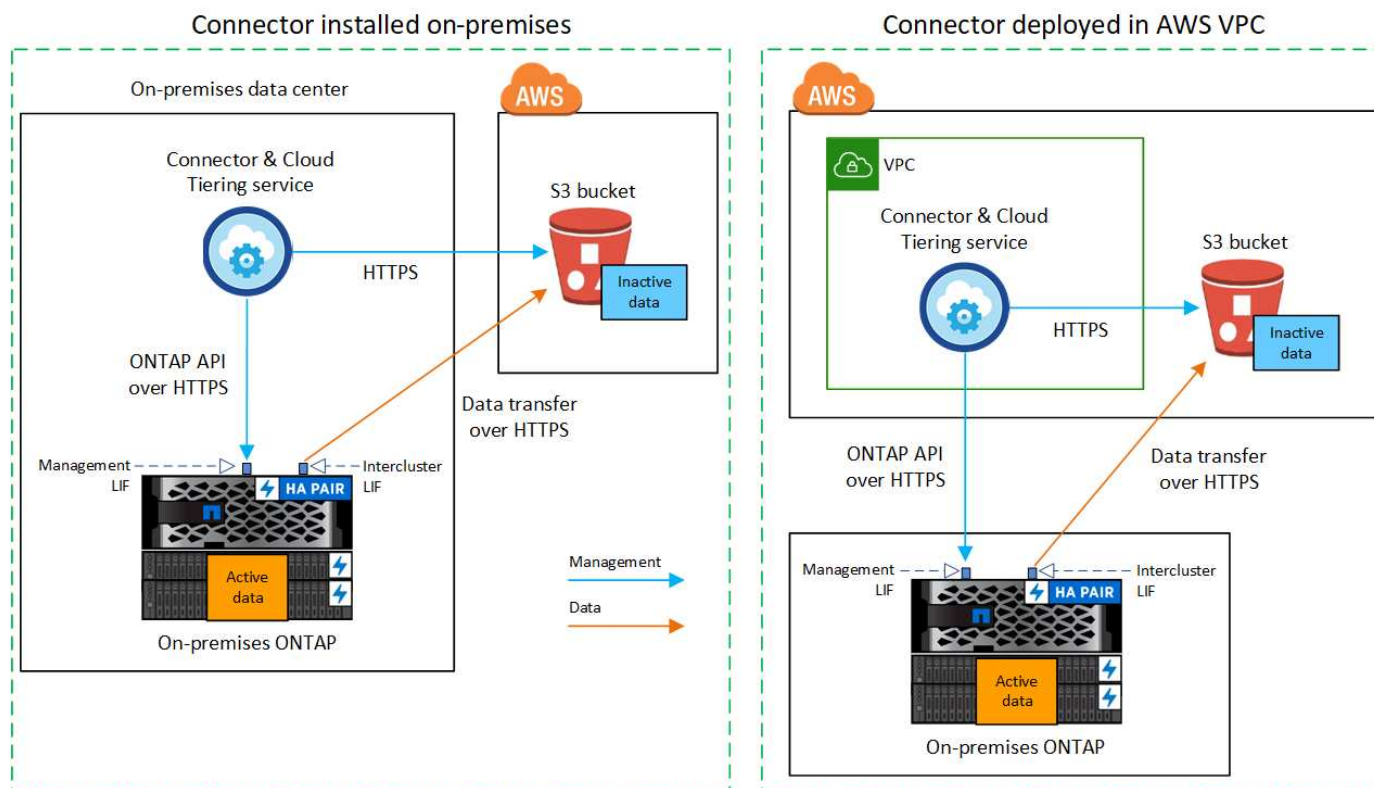 Connector installed on-premises
On-premises data center
AWS
Connector & Cloud
Tiering service
S3 bucket
HTTPS
Inactive
data
ONTAP API
over HTTPS
Data transfer
over HTTPS
Management
LIF
Intercluster
LIF
HA PAIR
Active
data
On-premises ONTAP
Management
Data
Connector deployed in AWS VPC
AWS
VPC
Connector & Cloud
Tiering service
S3 bucket
HTTPS
Inactive
data
ONTAP API
over HTTPS
Data transfer
over HTTPS
Management
LIF
Intercluster
LIF
HA PAIR
Active
data
On-premises ONTAP